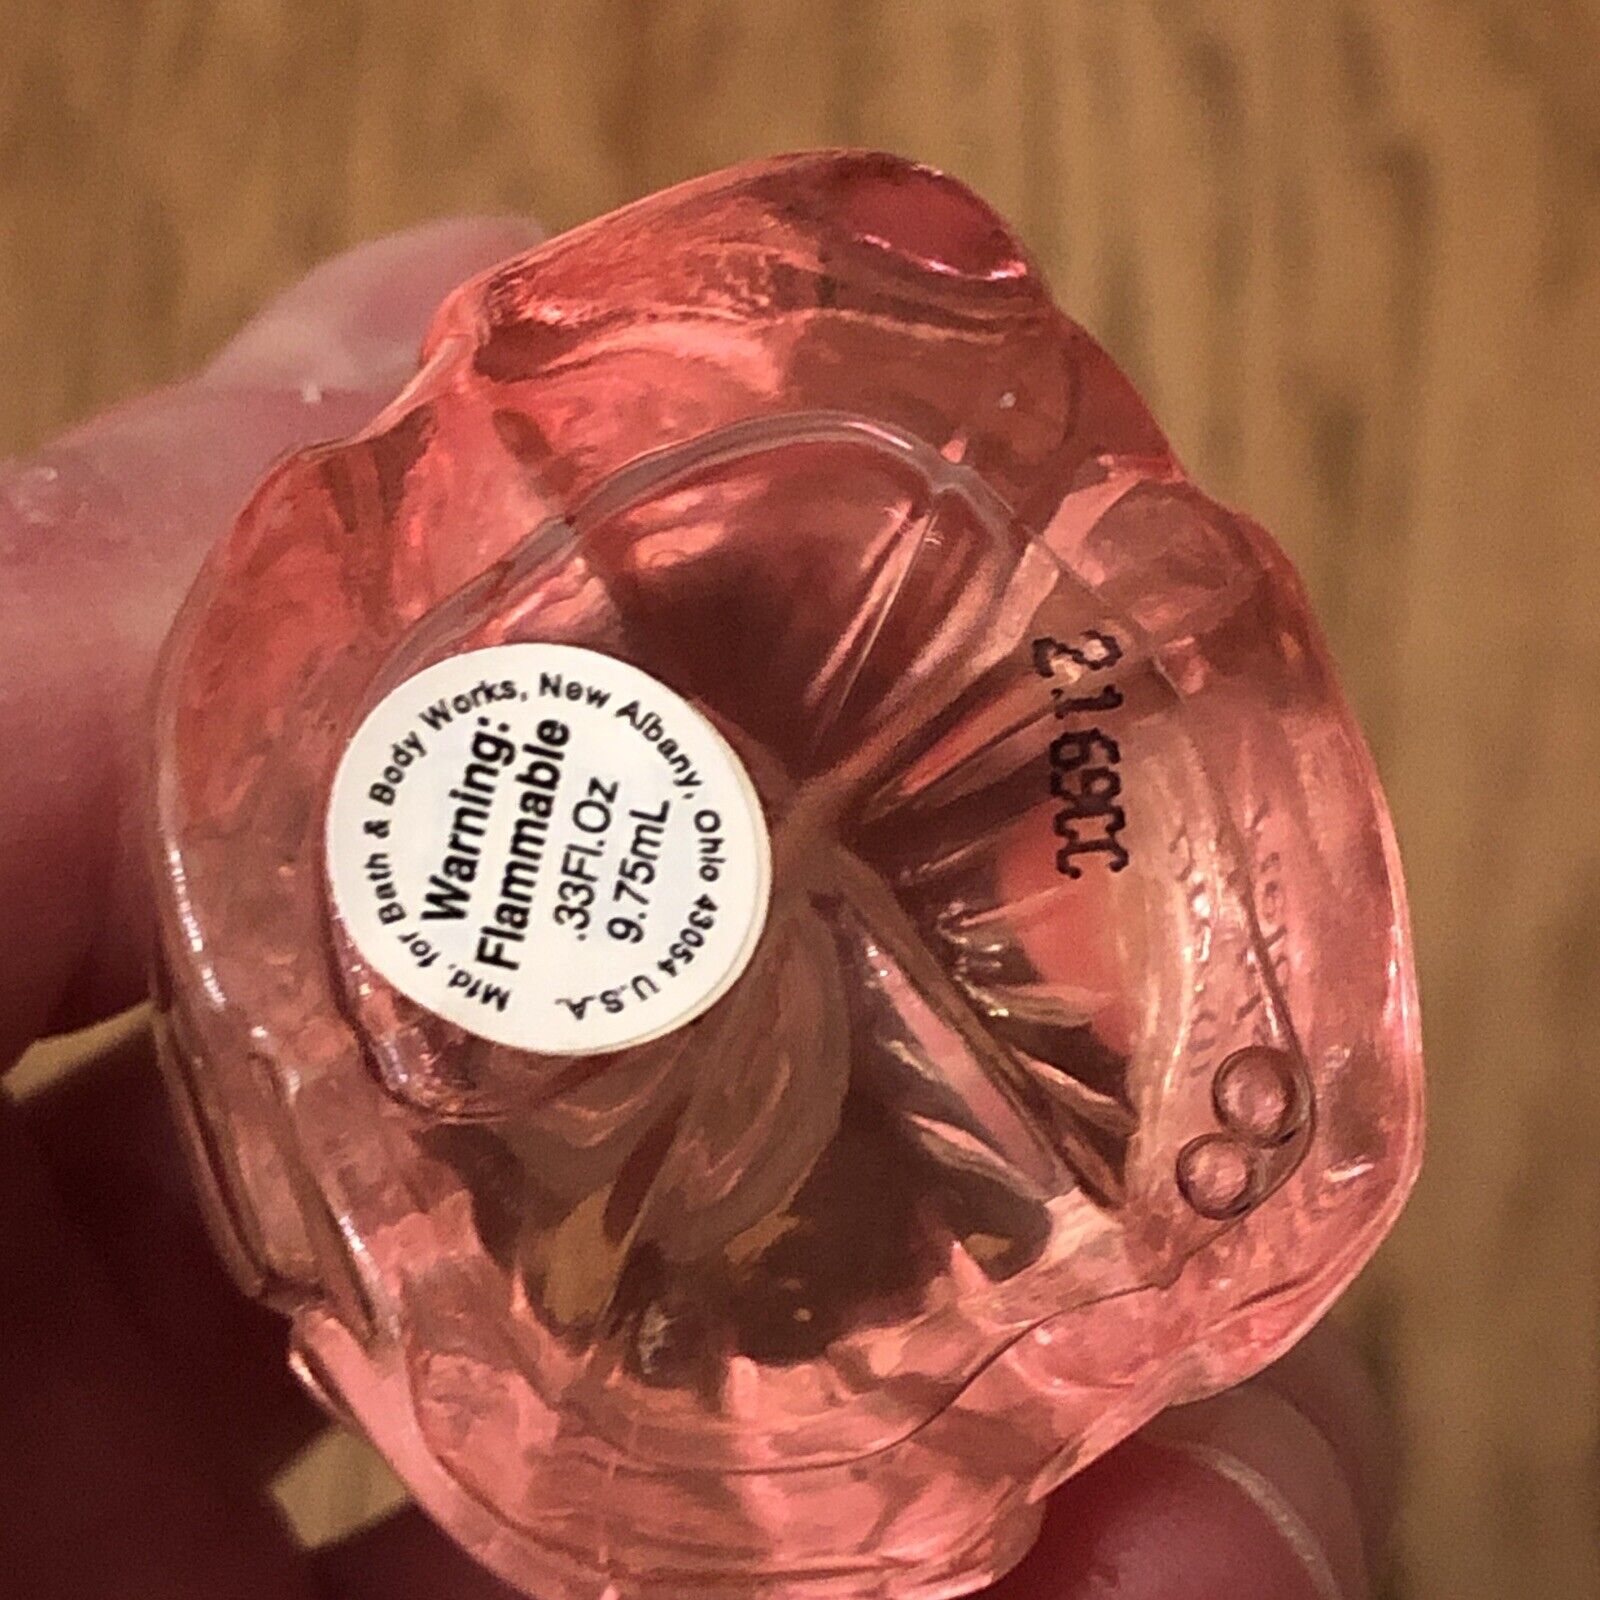 Mfd. for Bath & Body Works, New Albany, Ohio 43054 U.S.A.
Warning:
Flammable
.33Fl.Oz
9.75mL
2169CC